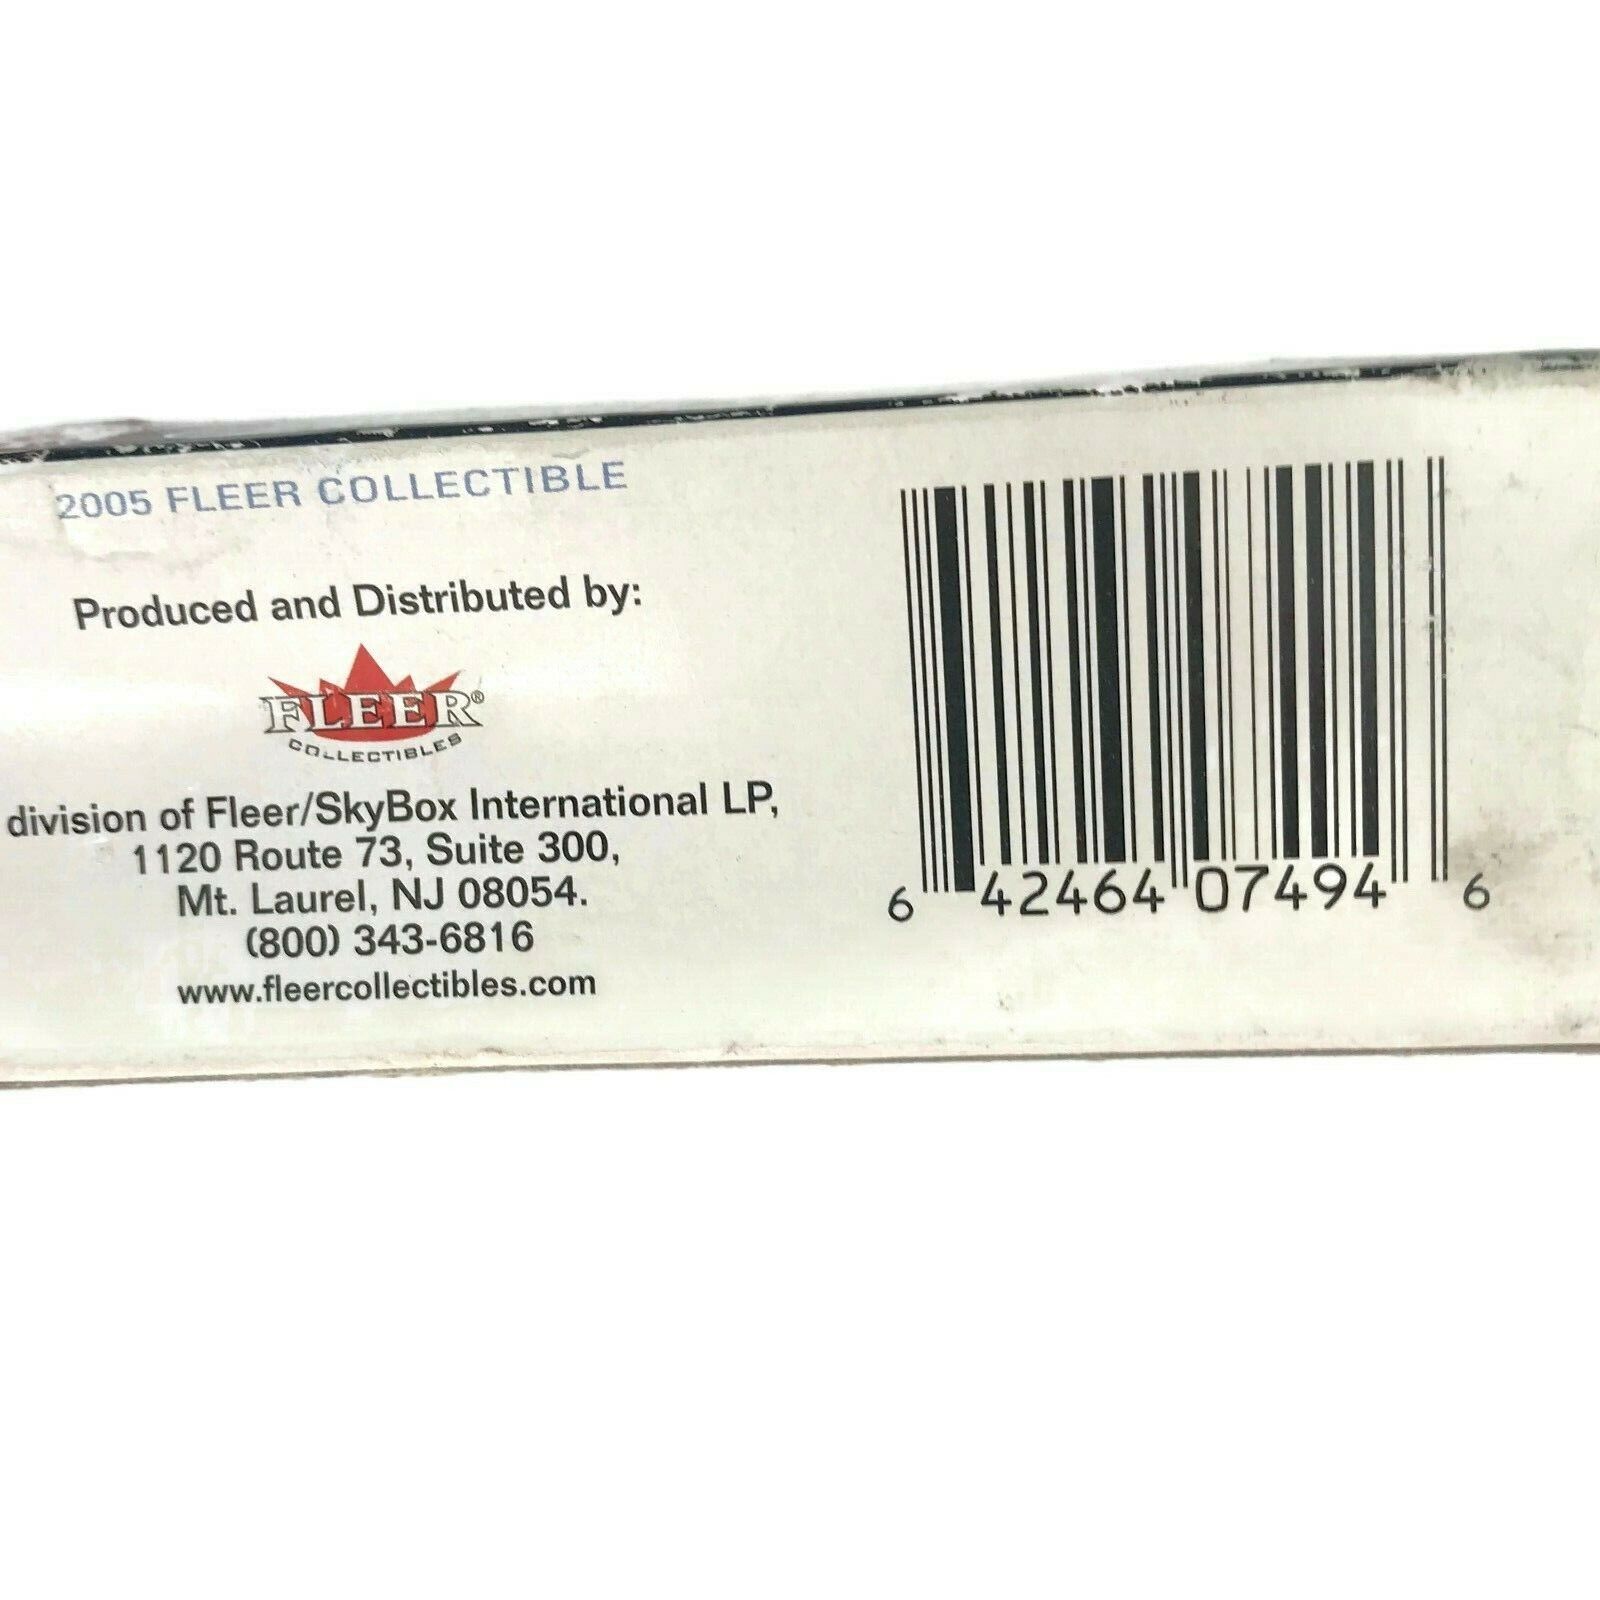 2005 FLEER COLLECTIBLE
Produced and Distributed by:
FLEER®
COLLECTIBLES
division of Fleer/SkyBox International LP,
1120 Route 73, Suite 300,
Mt. Laurel, NJ 08054.
(800) 343-6816
www.fleercollectibles.com
6 42464 07494 6